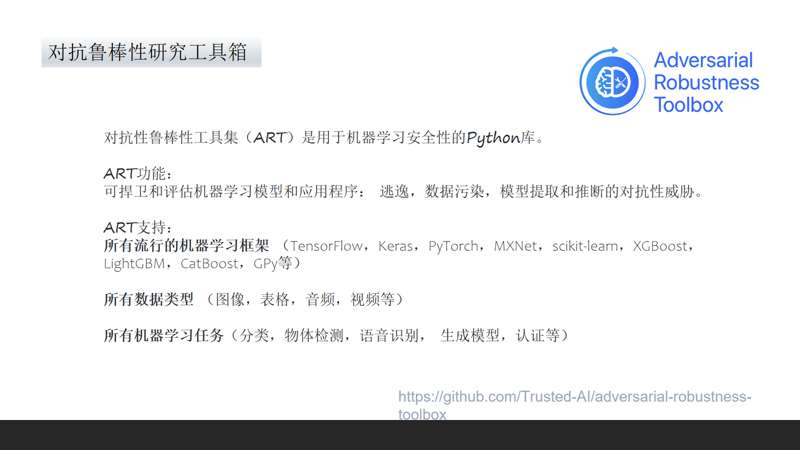 对抗鲁棒性研究工具箱
Adversarial
Robustness
Toolbox
对抗性鲁棒性工具集（ART）是用于机器学习安全性的Python库。
ART功能：
可捍卫和评估机器学习模型和应用程序： 逃逸，数据污染，模型提取和推断的对抗性威胁。
ART支持：
所有流行的机器学习框架 （TensorFlow，Keras，PyTorch，MXNet，scikit-learn，XGBoost，
LightGBM，CatBoost，GPy等）
所有数据类型 （图像，表格，音频，视频等）
所有机器学习任务（分类，物体检测，语音识别， 生成模型，认证等）
https://github.com/Trusted-AI/adversarial-robustness-
toolbox